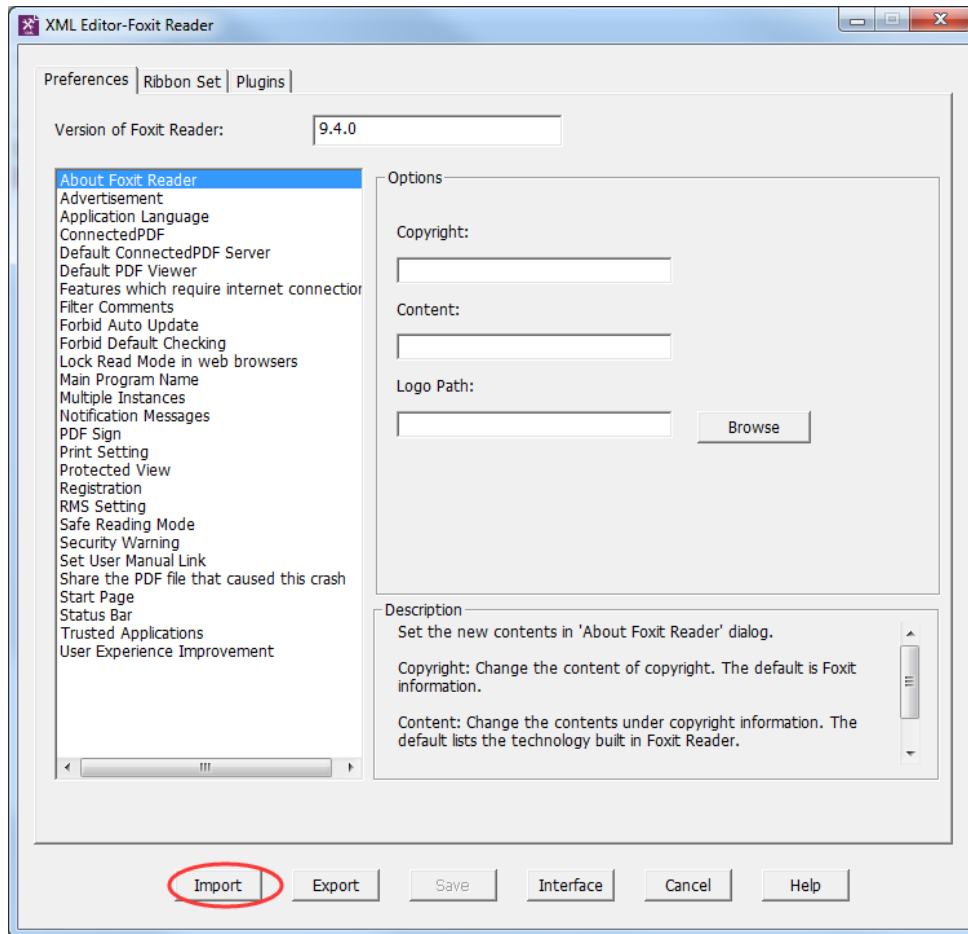 XML Editor-Foxit Reader
Preferences
Ribbon Set
Plugins
Version of Foxit Reader:
9.4.0
About Foxit Reader
Advertisement
Application Language
ConnectedPDF
Default ConnectedPDF Server
Default PDF Viewer
Features which require internet connection
Filter Comments
Forbid Auto Update
Forbid Default Checking
Lock Read Mode in web browsers
Main Program Name
Multiple Instances
Notification Messages
PDF Sign
Print Setting
Protected View
Registration
RMS Setting
Safe Reading Mode
Security Warning
Set User Manual Link
Share the PDF file that caused this crash
Start Page
Status Bar
Trusted Applications
User Experience Improvement
Options
Copyright:
Content:
Logo Path:
Browse
Description
Set the new contents in 'About Foxit Reader' dialog.
Copyright: Change the content of copyright. The default is Foxit
information.
Content: Change the contents under copyright information. The
default lists the technology built in Foxit Reader.
Import
Export
Save
Interface
Cancel
Help